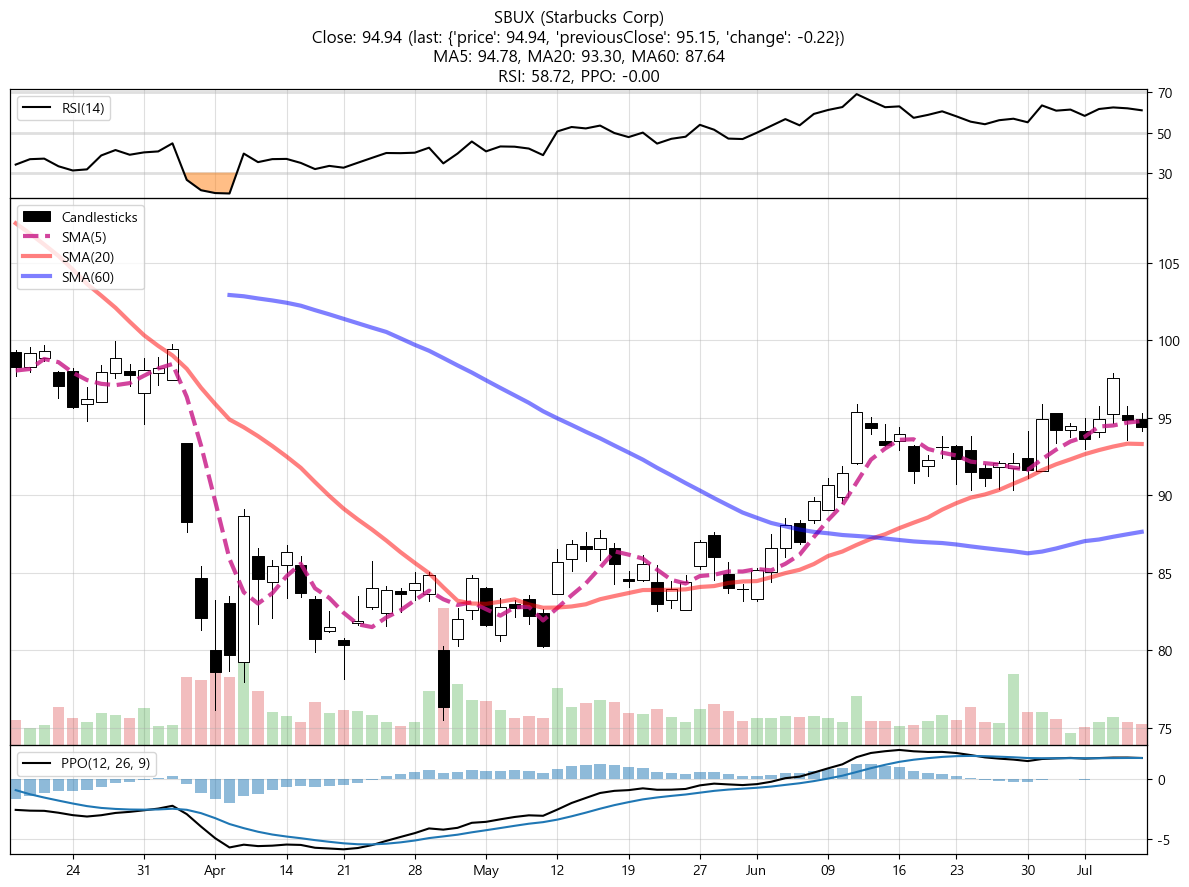 SBUX (Starbucks Corp)
Close: 94.94 (last: {'price': 94.94, 'previousClose': 95.15, 'change': -0.22})
MA5: 94.78, MA20: 93.30, MA60: 87.64
RSI: 58.72, PPO: -0.00
RSI(14)
70
50
30
Candlesticks
SMA(5)
SMA(20)
SMA(60)
105
100
95
90
85
80
75
PPO(12, 26, 9)
0
-5
24 31 Apr 14 21 28 May 12 19 27 Jun 09 16 23 30 Jul